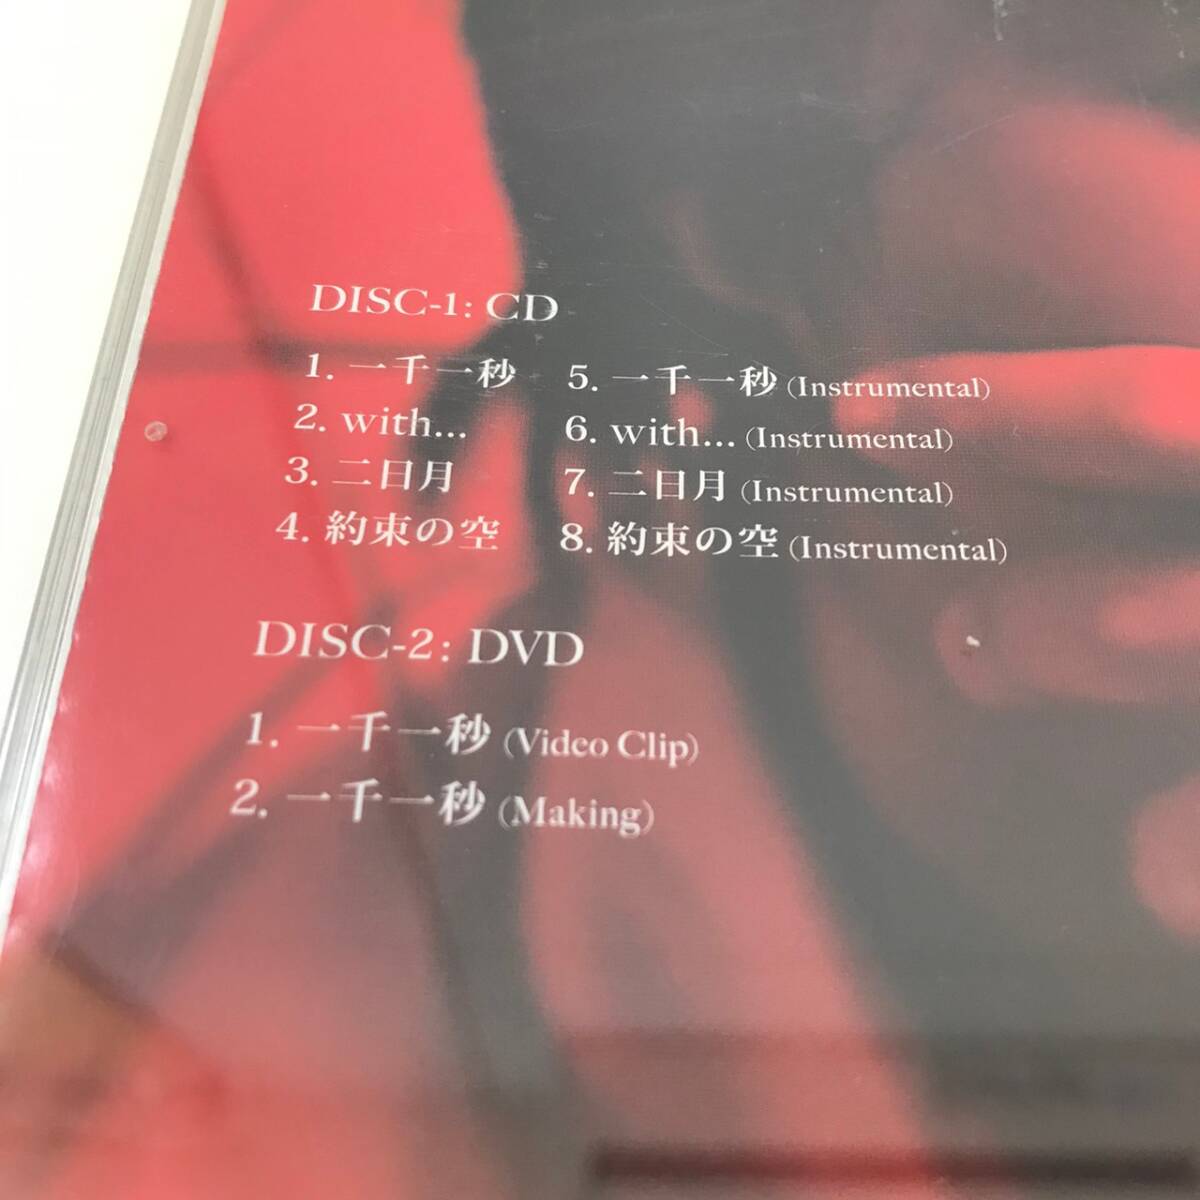 DISC-1: CD
1. 一千一秒
2. with...
3. 二日月
4. 約束の空
5. 一千一秒 (Instrumental)
6. with... (Instrumental)
7. 二日月 (Instrumental)
8. 約束の空 (Instrumental)
DISC-2: DVD
1. 一千一秒 (Video Clip)
2. 一千一秒 (Making)